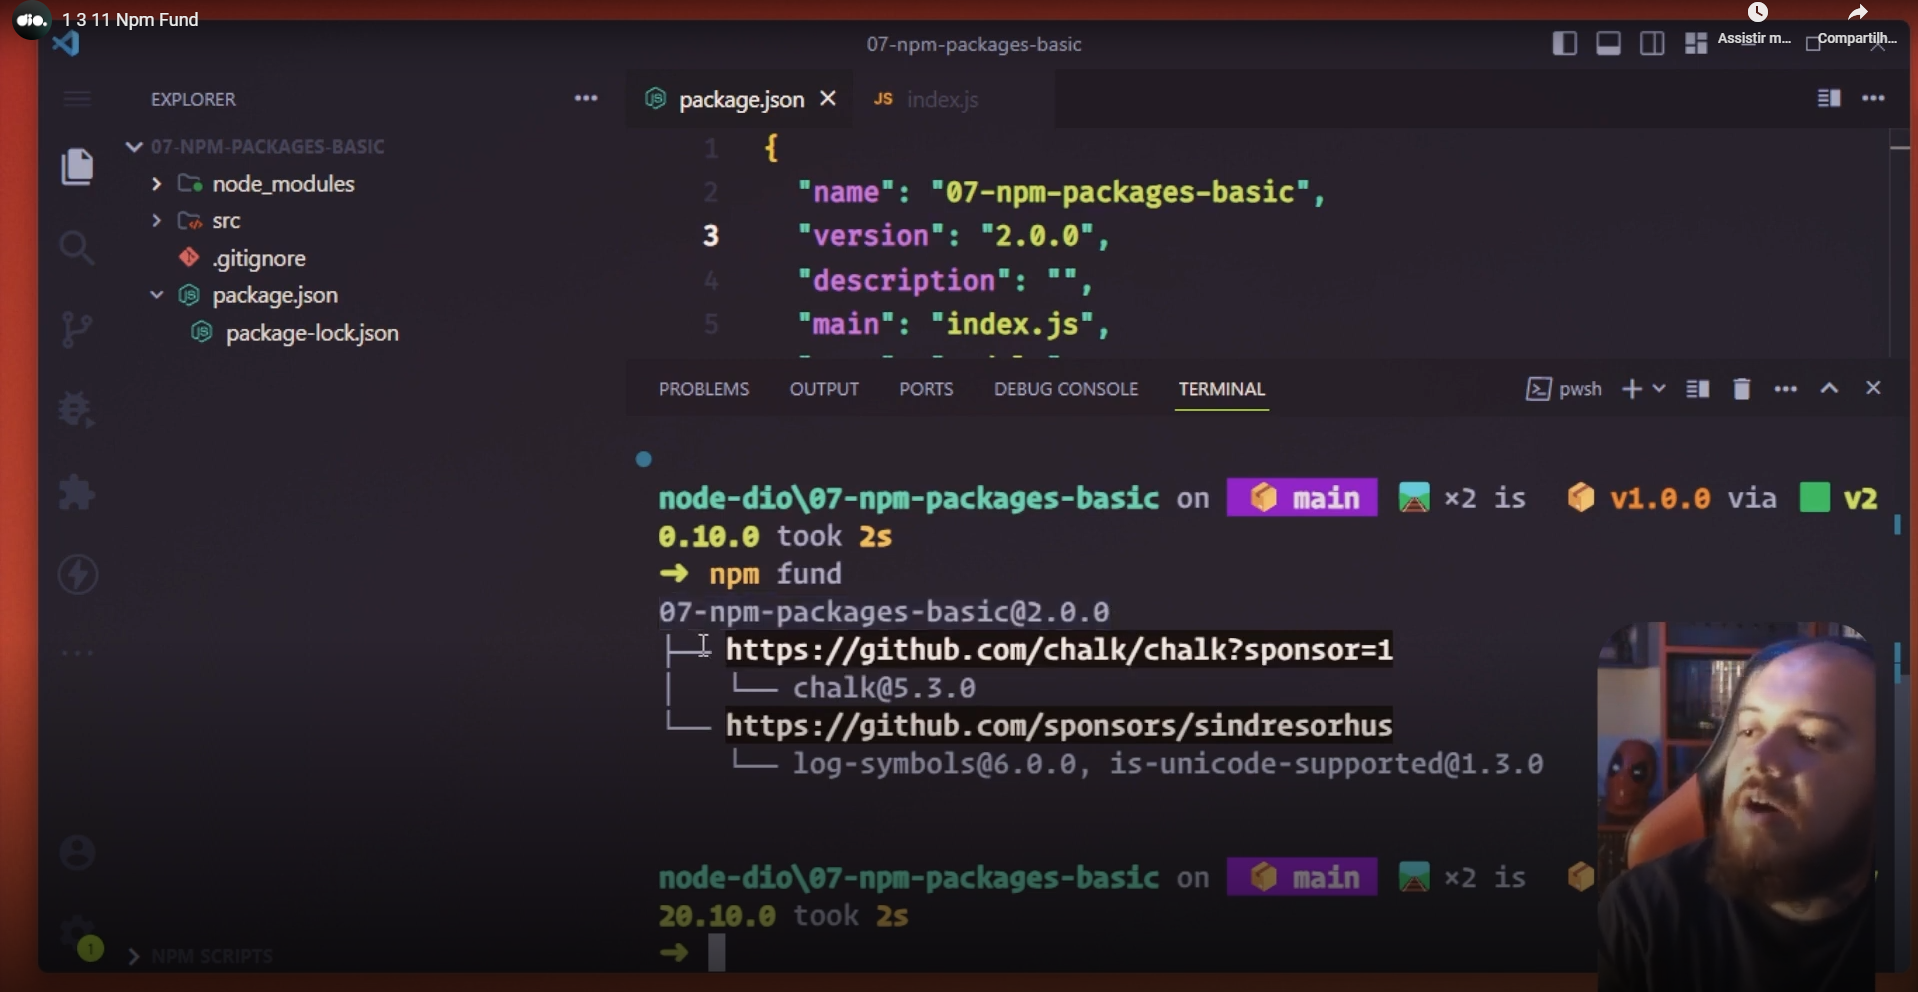 dio. 1 3 11 Npm Fund
Assistir m... Compartilh...
07-npm-packages-basic
EXPLORER
07-NPM-PACKAGES-BASIC
node_modules
src
.gitignore
package.json
package-lock.json
NPM SCRIPTS
1
package.json
JS index.js
1 {
2 "name": "07-npm-packages-basic",
3 "version": "2.0.0",
4 "description": "",
5 "main": "index.js",
PROBLEMS OUTPUT PORTS DEBUG CONSOLE TERMINAL
pwsh
node-dio\07-npm-packages-basic on 📦 main ×2 is 📦 v1.0.0 via v2
0.10.0 took 2s
➜ npm fund
07-npm-packages-basic@2.0.0
├── https://github.com/chalk/chalk?sponsor=1
│   └── chalk@5.3.0
└── https://github.com/sponsors/sindresorhus
    └── log-symbols@6.0.0, is-unicode-supported@1.3.0
node-dio\07-npm-packages-basic on 📦 main ×2 is 📦
20.10.0 took 2s
➜